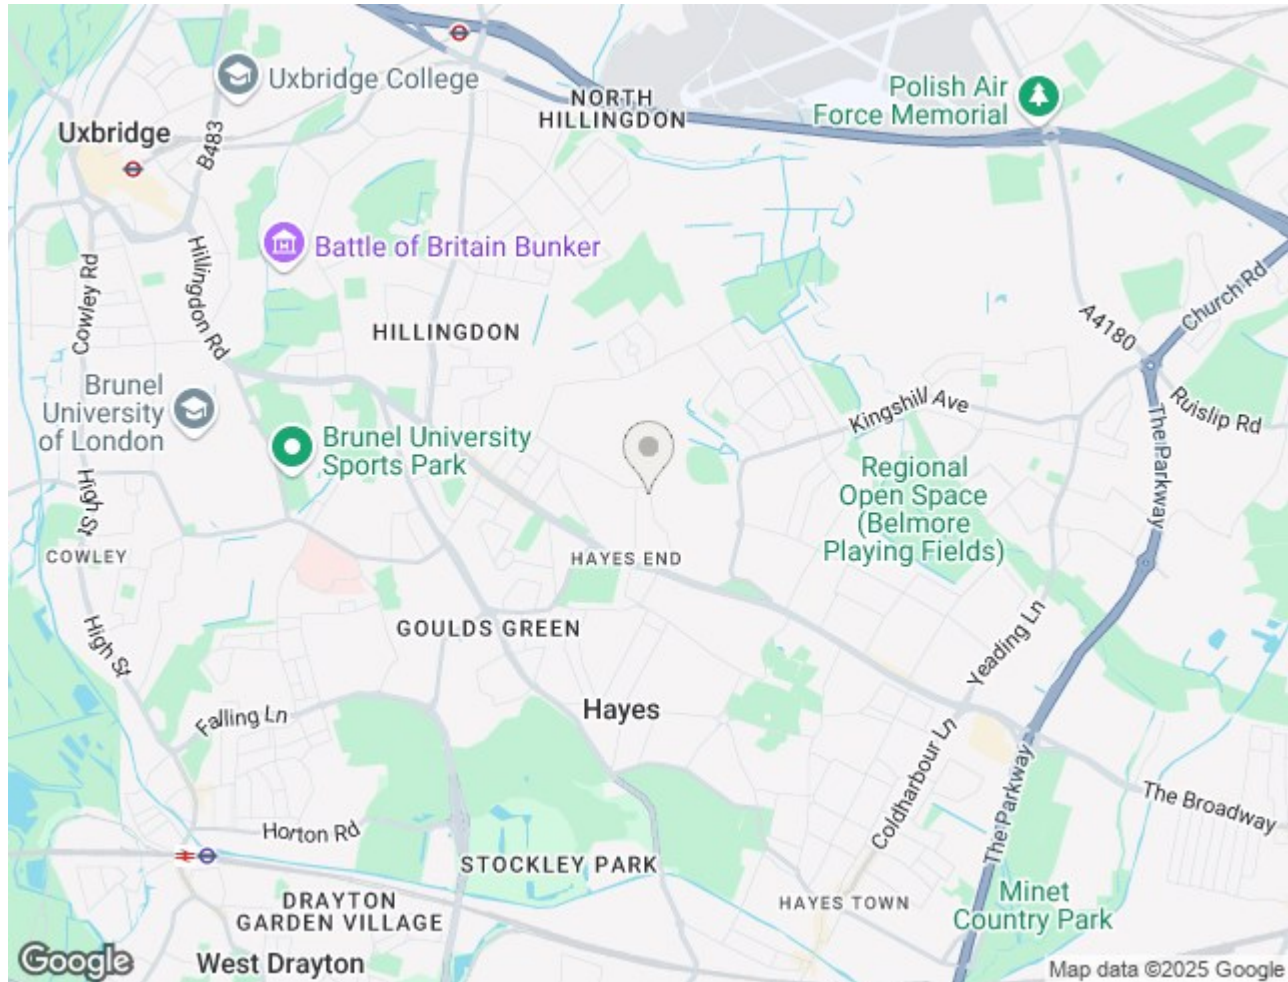 Uxbridge College
NORTH
HILLINGDON
Polish Air
Force Memorial
Uxbridge
B483
Battle of Britain Bunker
Hillingdon Rd
Cowley Rd
HILLINGDON
Church Rd
A4180
Brunel
University
of London
Kingshill Ave
Ruislip Rd
The Parkway
Brunel University
Sports Park
Regional
Open Space
(Belmore
Playing Fields)
High St
COWLEY
HAYES END
High St
GOULDS GREEN
Yeading Ln
Falling Ln
Hayes
Coldharbour Ln
The Parkway
The Broadway
Horton Rd
STOCKLEY PARK
DRAYTON
GARDEN VILLAGE
HAYES TOWN
Minet
Country Park
West Drayton
Google
Map data ©2025 Google